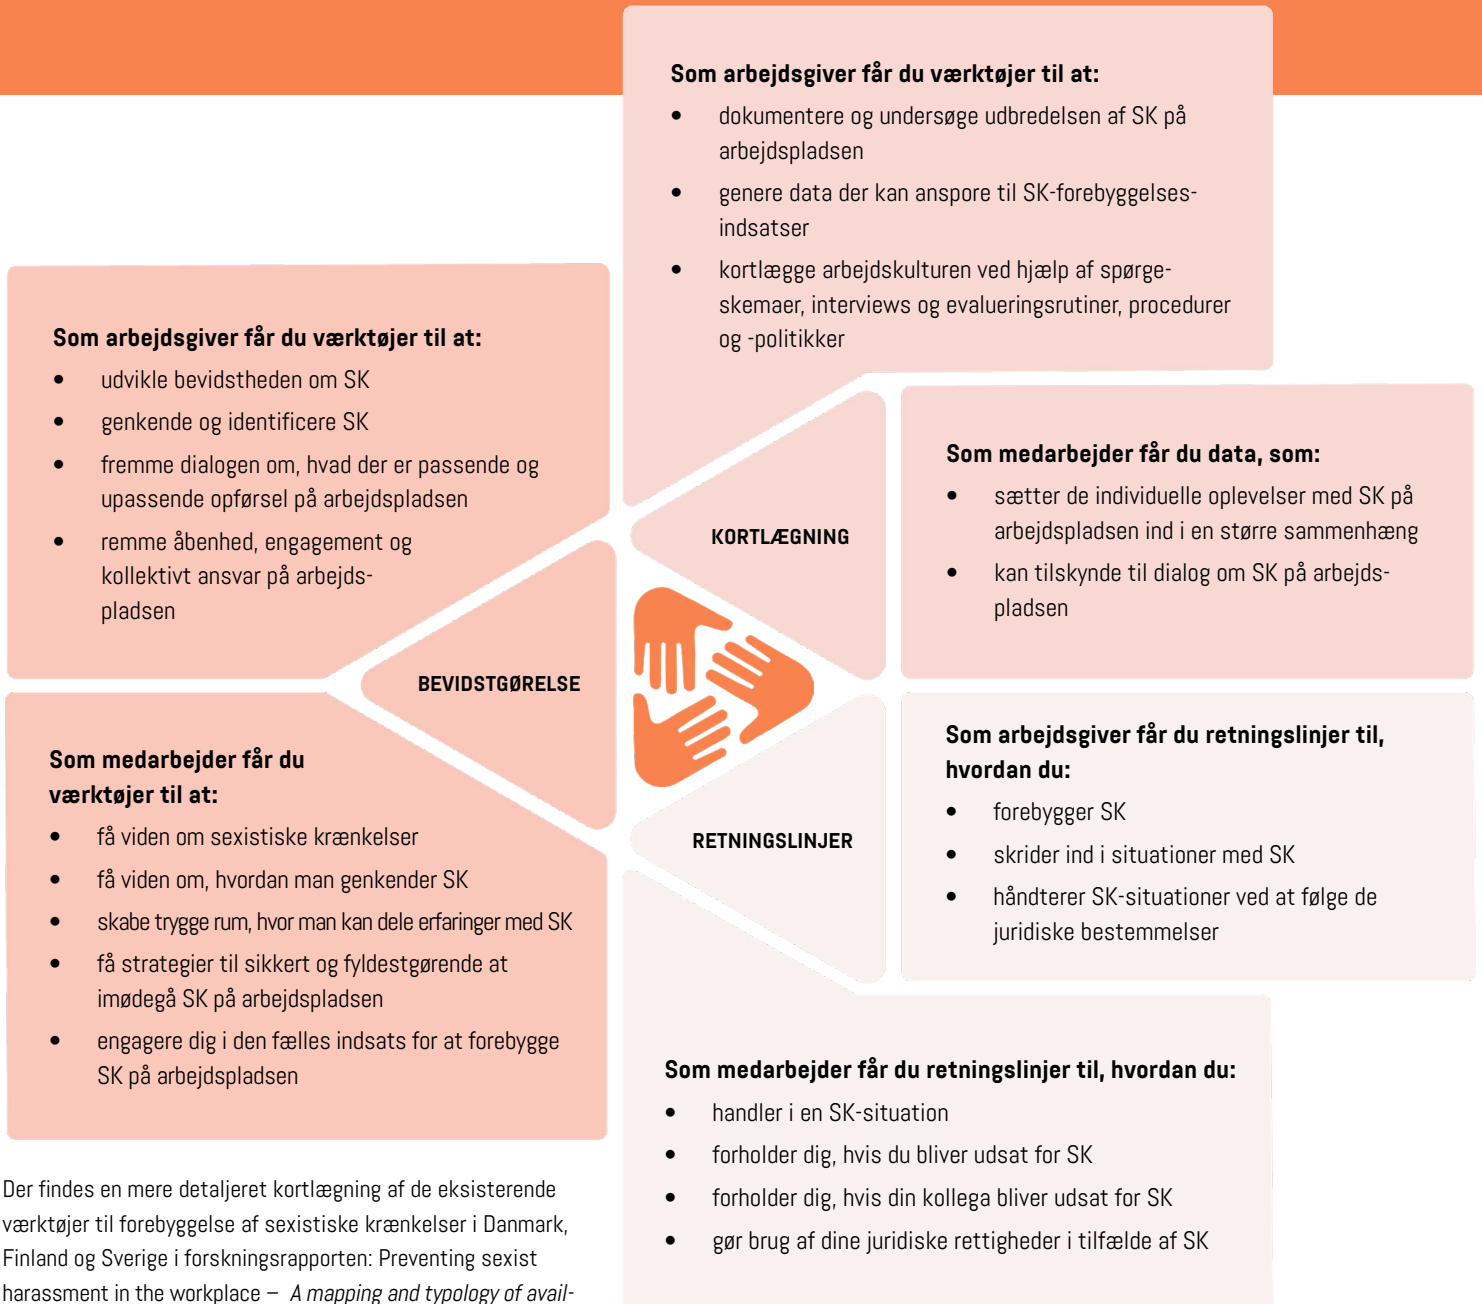 Som arbejdsgiver får du værktøjer til at:
• dokumentere og undersøge udbredelsen af SK på
arbejdspladsen
• genere data der kan anspore til SK-forebyggelses-
indsatser
• kortlægge arbejdskulturen ved hjælp af spørge-
skemaer, interviews og evalueringsrutiner, procedurer
og -politikker
Som arbejdsgiver får du værktøjer til at:
• udvikle bevidstheden om SK
• genkende og identificere SK
• fremme dialogen om, hvad der er passende og
upassende opførsel på arbejdspladsen
• remme åbenhed, engagement og
kollektivt ansvar på arbejds-
pladsen
KORTLÆGNING
Som medarbejder får du data, som:
• sætter de individuelle oplevelser med SK på
arbejdspladsen ind i en større sammenhæng
• kan tilskynde til dialog om SK på arbejds-
pladsen
BEVIDSTGØRELSE
Som medarbejder får du
værktøjer til at:
• få viden om sexistiske krænkelser
• få viden om, hvordan man genkender SK
• skabe trygge rum, hvor man kan dele erfaringer med SK
• få strategier til sikkert og fyldestgørende at
imødegå SK på arbejdspladsen
• engagere dig i den fælles indsats for at forebygge
SK på arbejdspladsen
RETNINGSLINJER
Som arbejdsgiver får du retningslinjer til,
hvordan du:
• forebygger SK
• skrider ind i situationer med SK
• håndterer SK-situationer ved at følge de
juridiske bestemmelser
Som medarbejder får du retningslinjer til, hvordan du:
• handler i en SK-situation
• forholder dig, hvis du bliver udsat for SK
• forholder dig, hvis din kollega bliver udsat for SK
• gør brug af dine juridiske rettigheder i tilfælde af SK
Der findes en mere detaljeret kortlægning af de eksisterende
værktøjer til forebyggelse af sexistiske krænkelser i Danmark,
Finland og Sverige i forskningsrapporten: Preventing sexist
harassment in the workplace – A mapping and typology of avail-